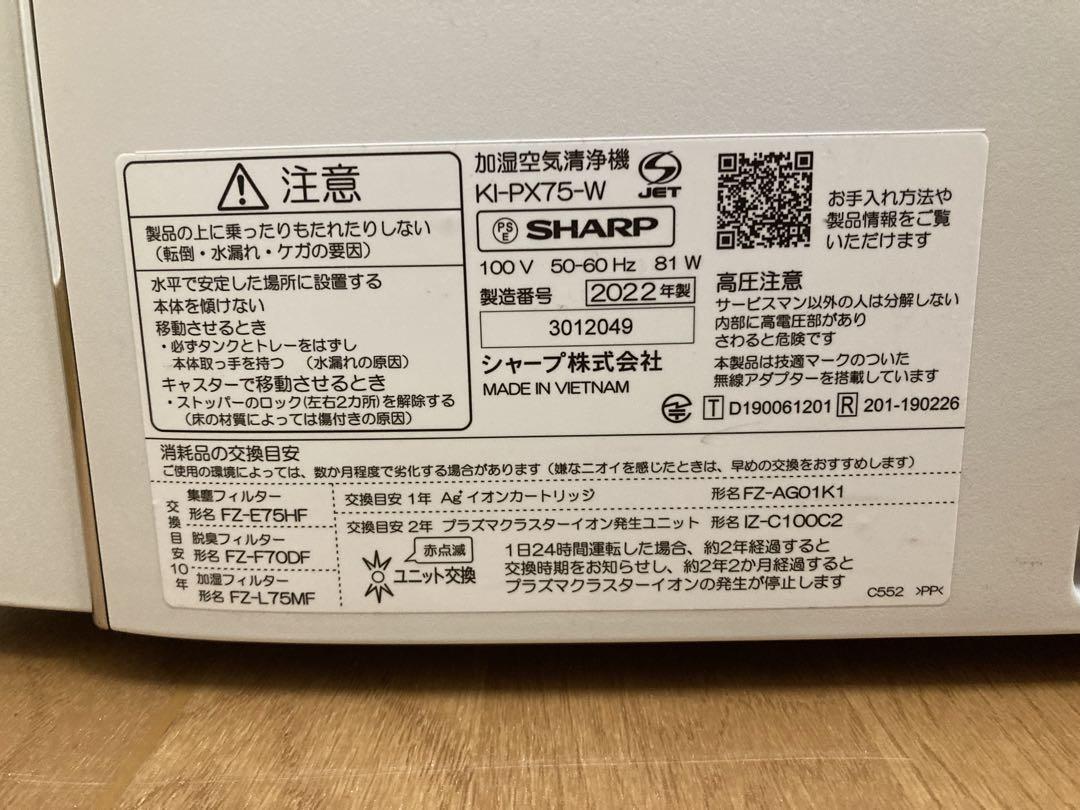 注意
製品の上に乗ったりもたれたりしない
（転倒・水漏れ・ケガの要因）
水平で安定した場所に設置する
本体を傾けない
移動させるとき
・必ずタンクとトレーをはずし
本体取っ手を持つ （水漏れの原因）
キャスターで移動させるとき
・ストッパーのロック(左右2カ所)を解除する
（床の材質によっては傷付きの原因）
加湿空気清浄機
KI-PX75-W
JET
PS
E
SHARP
100 V 50-60 Hz 81 W
製造番号 2022年製
3012049
シャープ株式会社
MADE IN VIETNAM
お手入れ方法や
製品情報をご覧
いただけます
高圧注意
サービスマン以外の人は分解しない
内部に高電圧部があり
さわると危険です
本製品は技適マークのついた
無線アダプターを搭載しています
T D190061201 R 201-190226
消耗品の交換目安
ご使用の環境によっては、数か月程度で劣化する場合があります（嫌なニオイを感じたときは、早めの交換をおすすめします）
交換目安10年
集塵フィルター
形名 FZ-E75HF
脱臭フィルター
形名 FZ-F70DF
加湿フィルター
形名 FZ-L75MF
交換目安 1年 Ag⁺イオンカートリッジ 形名 FZ-AG01K1
交換目安 2年 プラズマクラスターイオン発生ユニット 形名 IZ-C100C2
赤点滅
ユニット交換
1日24時間運転した場合、約2年経過すると
交換時期をお知らせし、約2年2か月経過すると
プラズマクラスターイオンの発生が停止します
C552 >PP<